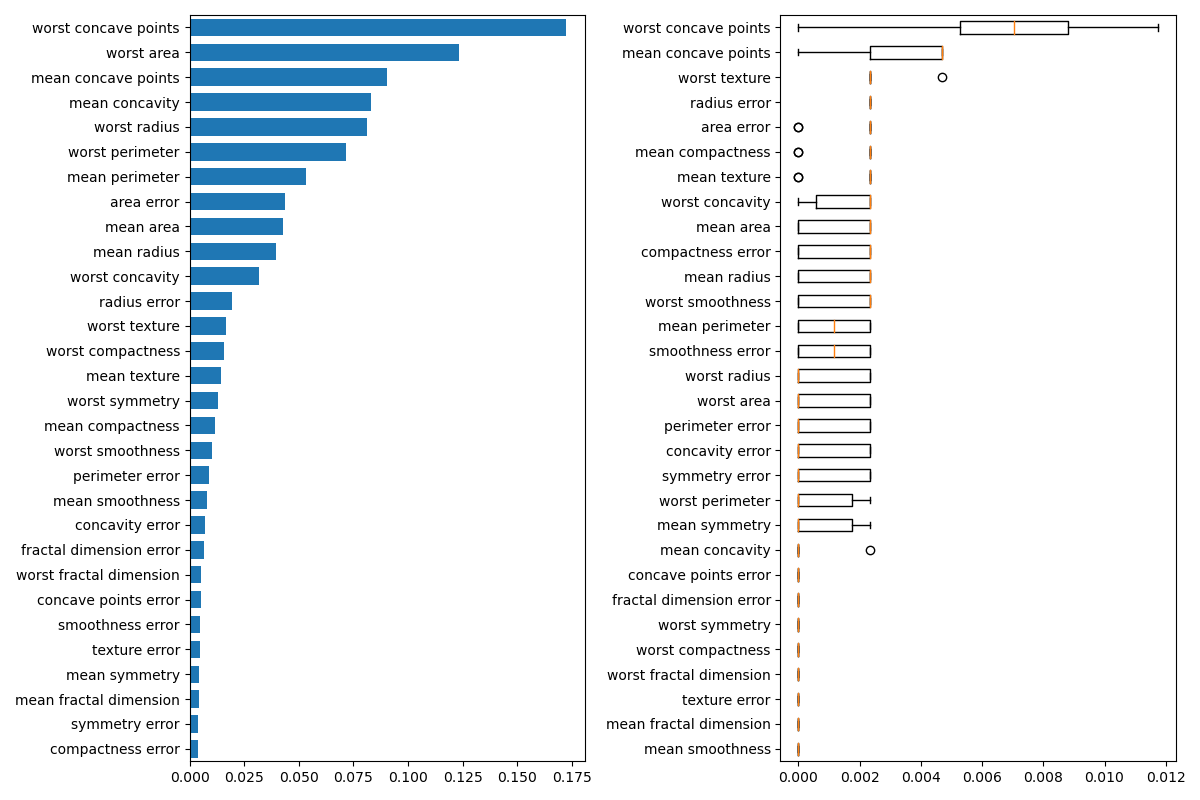 worst concave points
worst area
mean concave points
mean concavity
worst radius
worst perimeter
mean perimeter
area error
mean area
mean radius
worst concavity
radius error
worst texture
worst compactness
mean texture
worst symmetry
mean compactness
worst smoothness
perimeter error
mean smoothness
concavity error
fractal dimension error
worst fractal dimension
concave points error
smoothness error
texture error
mean symmetry
mean fractal dimension
symmetry error
compactness error
0.000 0.025 0.050 0.075 0.100 0.125 0.150 0.175
worst concave points
mean concave points
worst texture
radius error
area error
mean compactness
mean texture
worst concavity
mean area
compactness error
mean radius
worst smoothness
mean perimeter
smoothness error
worst radius
worst area
perimeter error
concavity error
symmetry error
worst perimeter
mean symmetry
mean concavity
concave points error
fractal dimension error
worst symmetry
worst compactness
worst fractal dimension
texture error
mean fractal dimension
mean smoothness
0.000 0.002 0.004 0.006 0.008 0.010 0.012